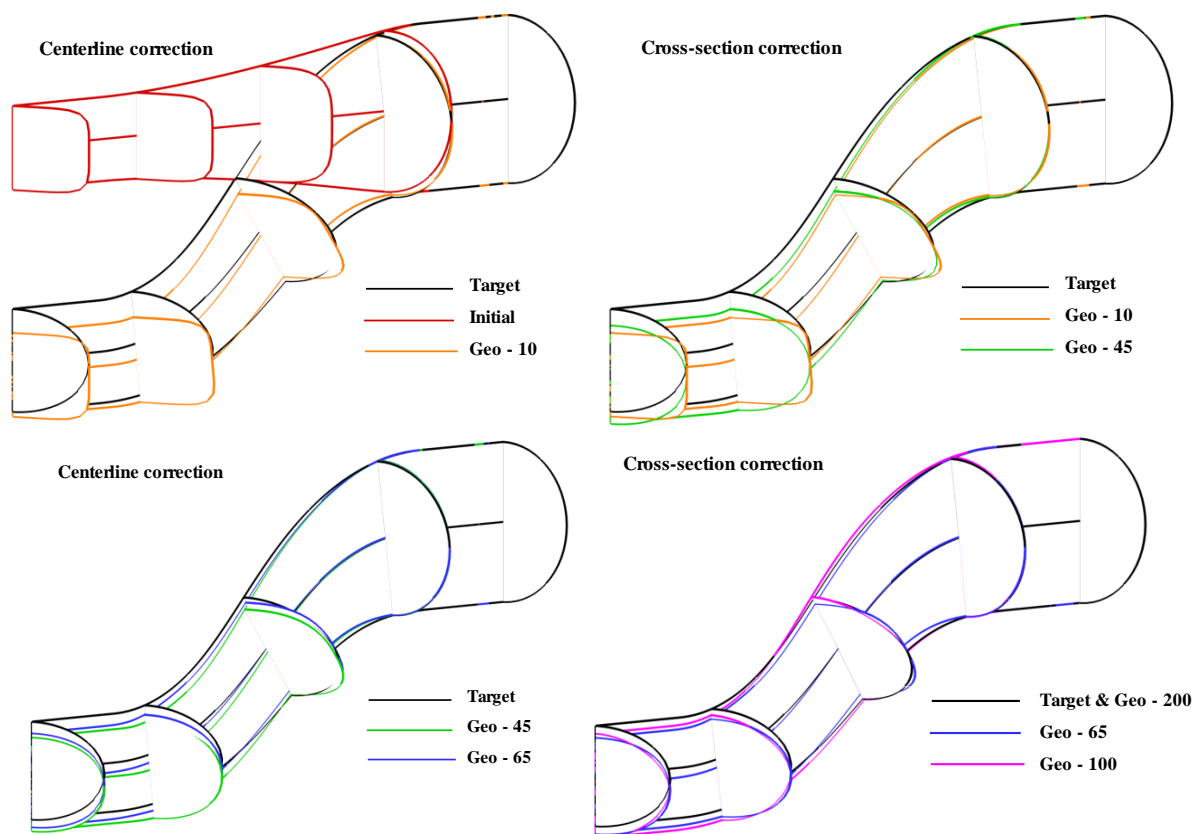 Centerline correction
Target
Initial
Geo - 10
Cross-section correction
Target
Geo - 10
Geo - 45
Centerline correction
Target
Geo - 45
Geo - 65
Cross-section correction
Target & Geo - 200
Geo - 65
Geo - 100